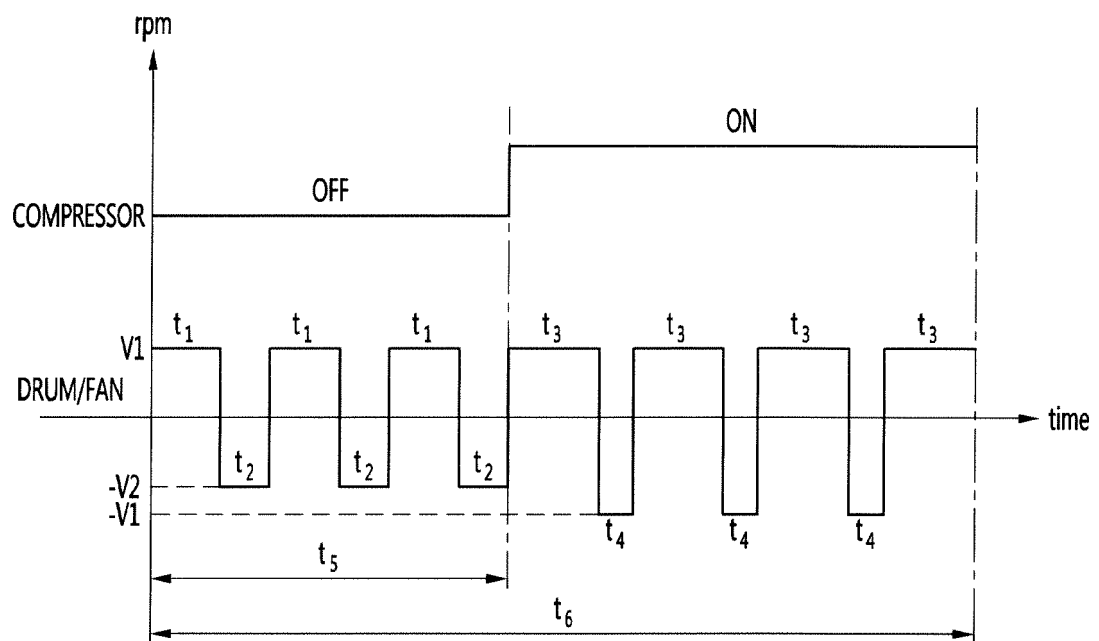 rpm
ON
OFF
COMPRESSOR
t1 t1 t1 t3 t3 t3 t3
V1
DRUM/FAN
time
t2 t2 t2
-V2
-V1
t4 t4 t4
t5
t6